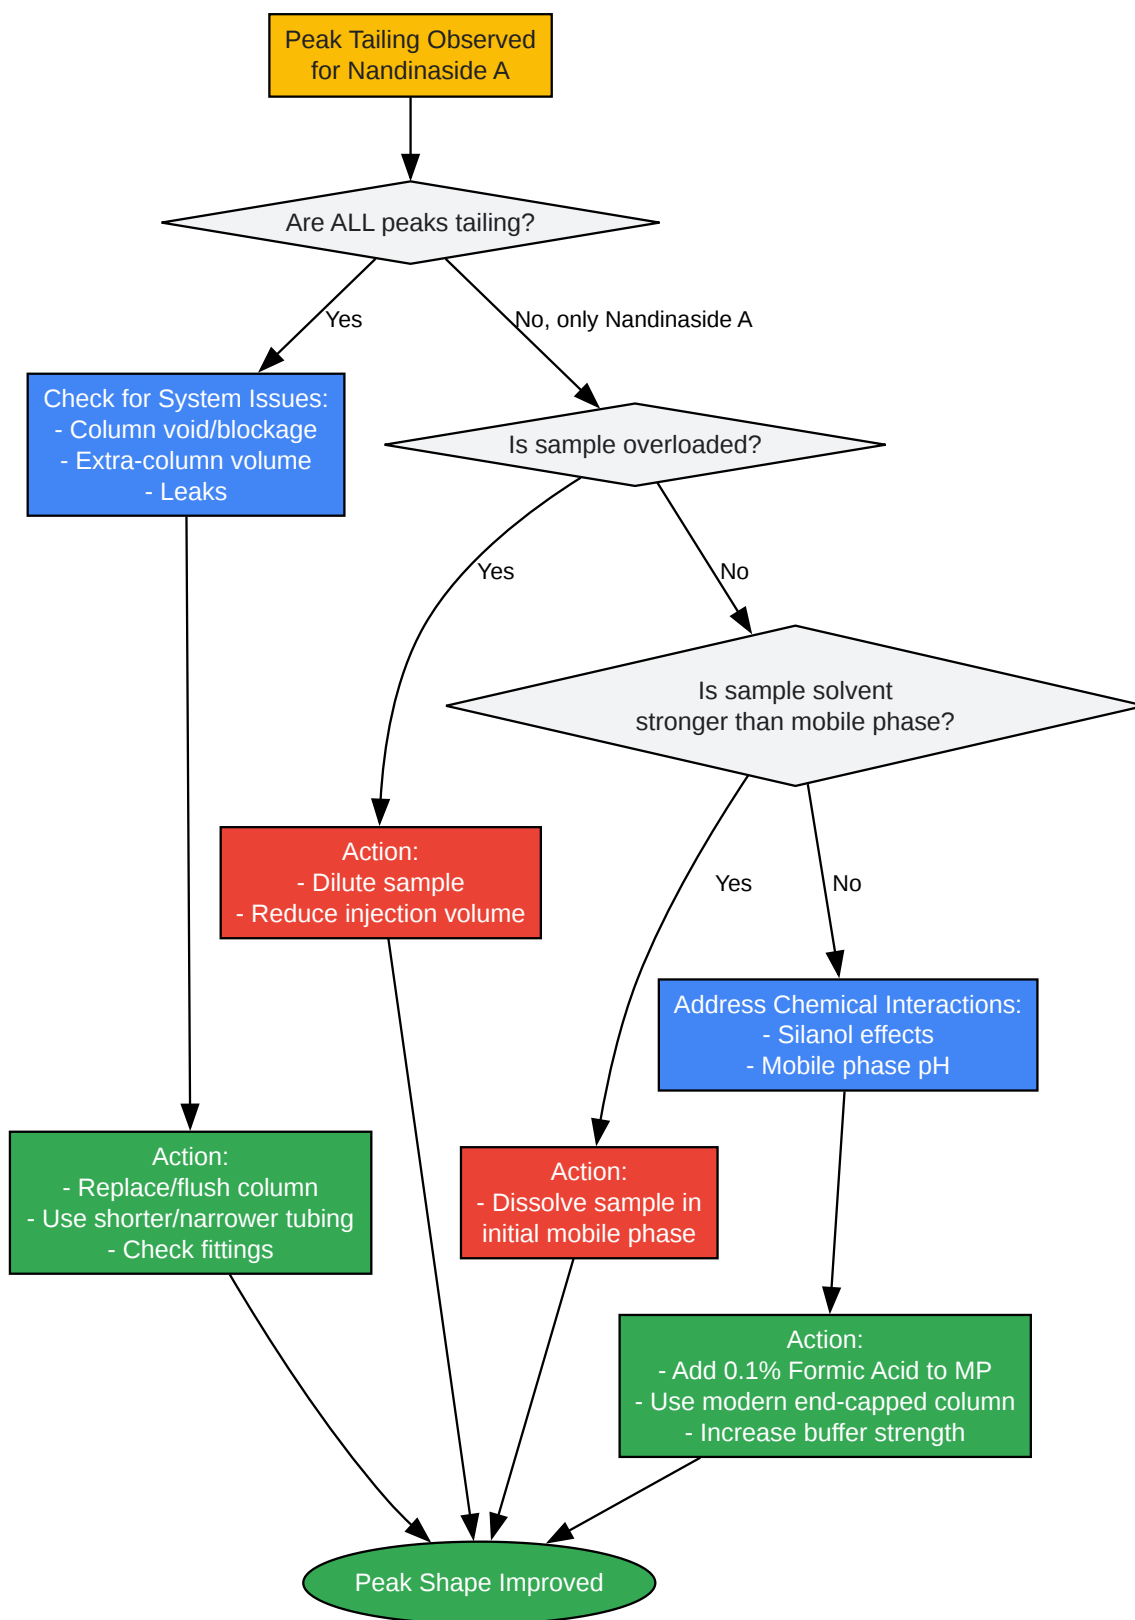 Peak Tailing Observed
for Nandinaside A
Are ALL peaks tailing?
Yes
No, only Nandinaside A
Check for System Issues:
- Column void/blockage
- Extra-column volume
- Leaks
Is sample overloaded?
Yes
No
Is sample solvent
stronger than mobile phase?
Action:
- Dilute sample
- Reduce injection volume
Yes
No
Address Chemical Interactions:
- Silanol effects
- Mobile phase pH
Action:
- Replace/flush column
- Use shorter/narrower tubing
- Check fittings
Action:
- Dissolve sample in
initial mobile phase
Action:
- Add 0.1% Formic Acid to MP
- Use modern end-capped column
- Increase buffer strength
Peak Shape Improved